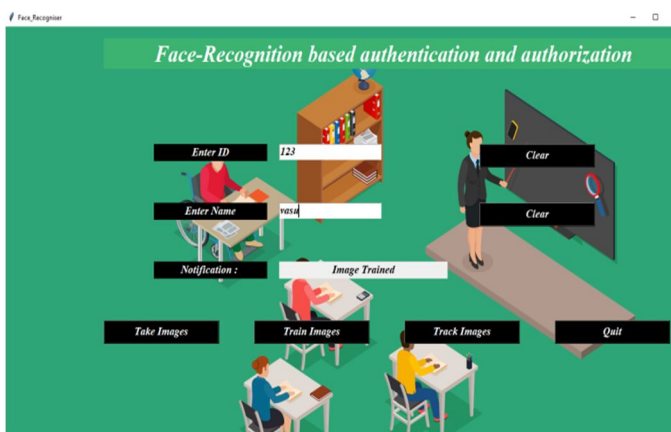 Face_Recogniser
Face-Recognition based authentication and authorization
Enter ID
123
Clear
Enter Name
vasu
Clear
Notification :
Image Trained
Take Images
Train Images
Track Images
Quit